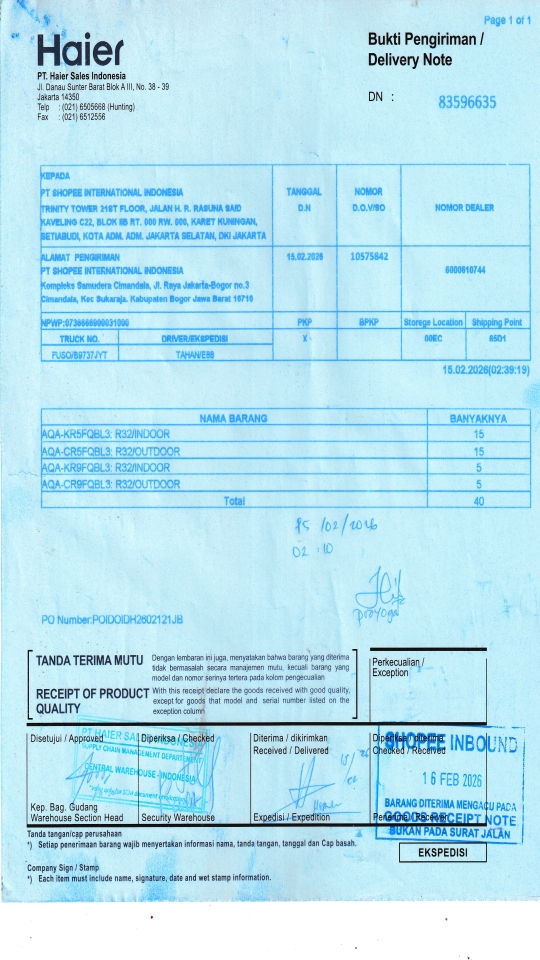 Page 1 of 1
Haier
Bukti Pengiriman /
Delivery Note
PT. Haier Sales Indonesia
Jl. Danau Sunter Barat Blok A III, No. 38 - 39
Jakarta 14350
Telp : (021) 6505668 (Hunting)
Fax : (021) 6512556
DN : 83596635
KEPADA
PT SHOPEE INTERNATIONAL INDONESIA
TRINITY TOWER 21ST FLOOR, JALAN H. R. RASUNA SAID
KAVELING C22, BLOK IIB RT. 000 RW. 000, KARET KUNINGAN,
SETIABUDI, KOTA ADM. ADM. JAKARTA SELATAN, DKI JAKARTA
TANGGAL
D.N
NOMOR
D.O.V/SO
NOMOR DEALER
ALAMAT PENGIRIMAN
PT SHOPEE INTERNATIONAL INDONESIA
Kompleks Samudera Cimandala, Jl. Raya Jakarta-Bogor no.3
Cimandala, Kec Sukaraja. Kabupaten Bogor Jawa Barat 16710
15.02.2026
10575842
6000610744
PKP
BPKP
Storege Location
Shipping Point
TRUCK NO.
DRIVER/EKSPEDISI
X
00EC
65D1
FUSO/B9737JYT
TAHAN/E88
15.02.2026(02:39:19)
NAMA BARANG BANYAKNYA
AQA-KR5FQBL3: R32/INDOOR 15
AQA-CR5FQBL3: R32/OUTDOOR 15
AQA-KR9FQBL3: R32/INDOOR 5
AQA-CR9FQBL3: R32/OUTDOOR 5
Total 40
15 /02/2026
02 :10
PO Number:POIDOIDH2602121JB
TANDA TERIMA MUTU
Dengan lembaran ini juga, menyatakan bahwa barang yang diterima
tidak bermasalah secara manajemen mutu, kecuali barang yang
model dan nomor serinya tertera pada kolom pengecualian
RECEIPT OF PRODUCT
QUALITY
With this receipt declare the goods received with good quality,
except for goods that model and serial number listed on the
exception column
Perkecualian /
Exception
Disetujui / Approved
Diperiksa / Checked
Diterima / dikirimkan
Received / Delivered
Diperiksa / diterima
Checked / Received
PT HAIER SALES INDONESIA
SUPPLY CHAIN MANAGEMENT DEPARTEMENT
CENTRAL WAREHOUSE - INDONESIA
SHOPEE INBOUND
16 FEB 2026
BARANG DITERIMA MENGACU PADA
GOODS RECEIPT NOTE
BUKAN PADA SURAT JALAN
Kep. Bag. Gudang
Warehouse Section Head
Security Warehouse
Expedisi / Expedition
Penerima / Receiver
EKSPEDISI
Tanda tangan/cap perusahaan
*) Setiap penerimaan barang wajib menyertakan informasi nama, tanda tangan, tanggal dan Cap basah.
Company Sign / Stamp
*) Each item must include name, signature, date and wet stamp information.